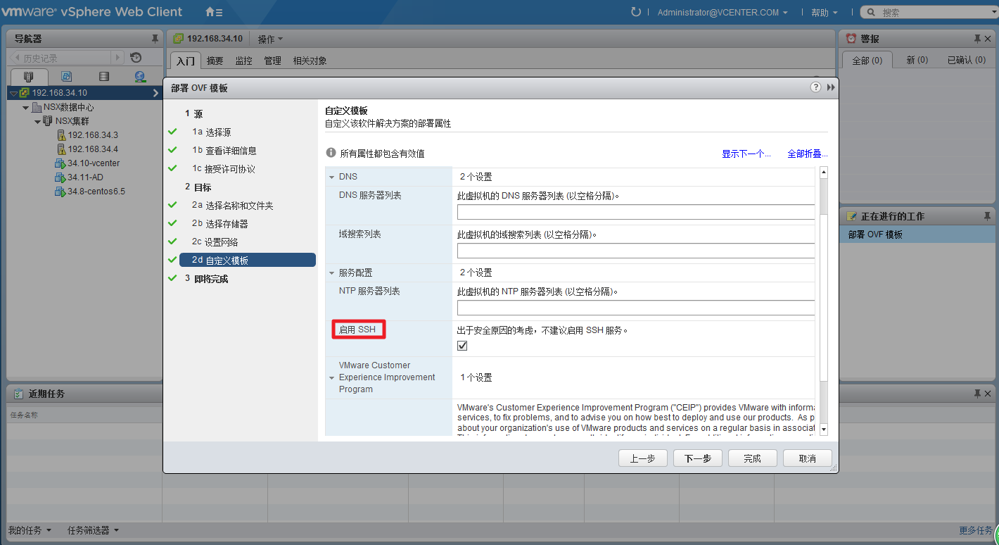 vmware® vSphere Web Client
Administrator@VCENTER.COM
帮助
搜索
导航器
历史记录
192.168.34.10
NSX数据中心
NSX集群
192.168.34.3
192.168.34.4
34.10-vcenter
34.11-AD
34.8-centos6.5
192.168.34.10
操作
入门
摘要
监控
管理
相关对象
警报
全部 (0)
新 (0)
已确认 (0)
正在进行的工作
部署 OVF 模板
部署 OVF 模板
1 源
1a 选择源
1b 查看详细信息
1c 接受许可协议
2 目标
2a 选择名称和文件夹
2b 选择存储器
2c 设置网络
2d 自定义模板
3 即将完成
自定义模板
自定义该软件解决方案的部署属性
所有属性都包含有效值
显示下一个...
全部折叠...
DNS
2 个设置
DNS 服务器列表
此虚拟机的 DNS 服务器列表 (以空格分隔)。
域搜索列表
此虚拟机的域搜索列表 (以空格分隔)。
服务配置
2 个设置
NTP 服务器列表
此虚拟机的 NTP 服务器列表 (以空格分隔)。
启用 SSH
出于安全原因的考虑，不建议启用 SSH 服务。
VMware Customer
Experience Improvement
Program
1 个设置
VMware's Customer Experience Improvement Program ("CEIP") provides VMware with informa
services, to fix problems, and to advise you on how best to deploy and use our products. As p
about your organization's use of VMware products and services on a regular basis in associat
上一步
下一步
完成
取消
近期任务
任务名称
我的任务
任务筛选器
更多任务